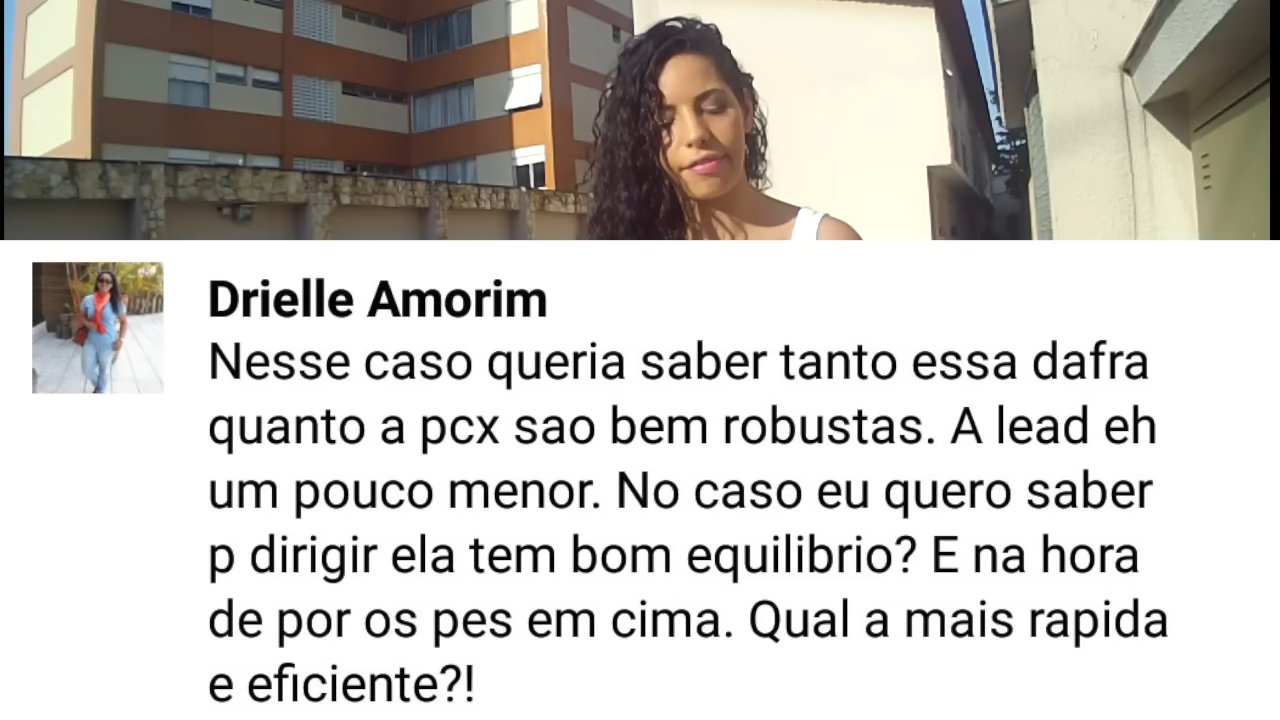 Drielle Amorim
Nesse caso queria saber tanto essa dafra
quanto a pcx sao bem robustas. A lead eh
um pouco menor. No caso eu quero saber
p dirigir ela tem bom equilibrio? E na hora
de por os pes em cima. Qual a mais rapida
e eficiente?!